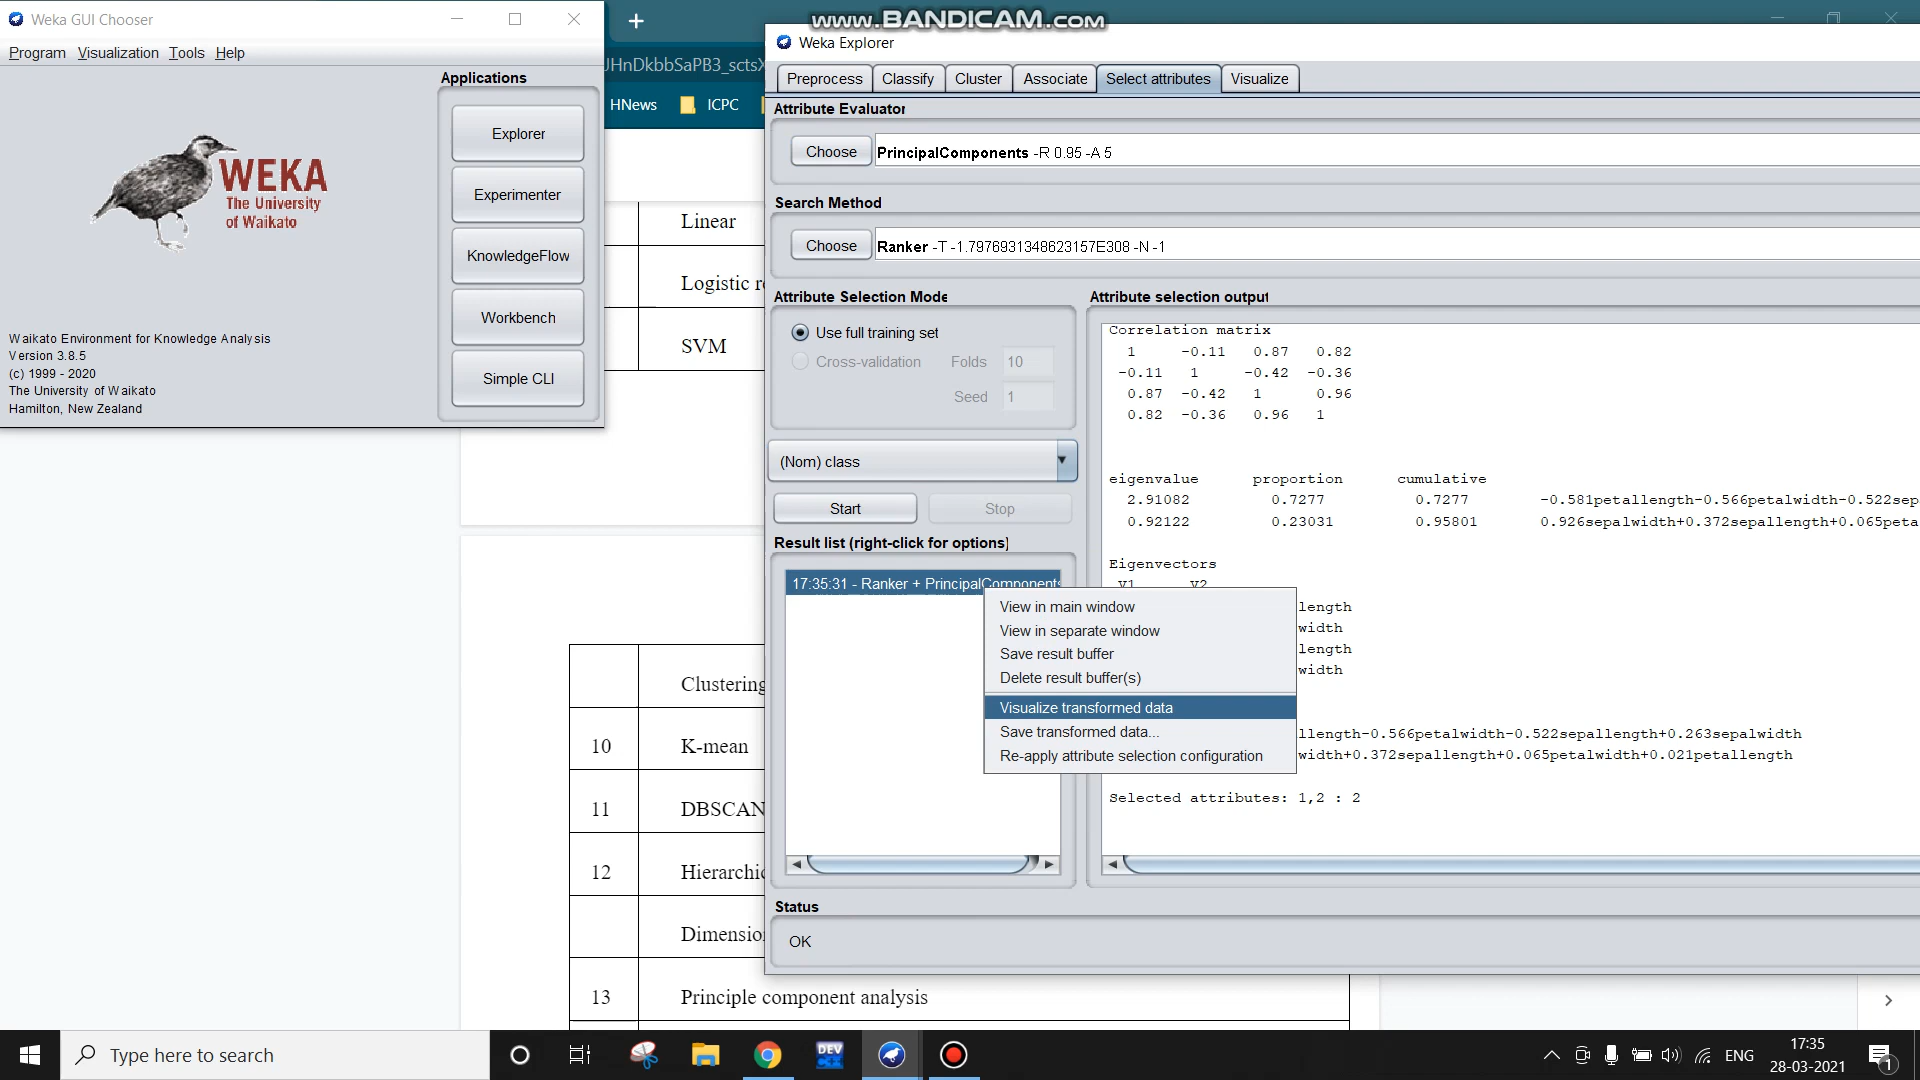 www.BANDICAM.com
Weka GUI Chooser
Program Visualization Tools Help
Applications
Explorer
Experimenter
KnowledgeFlow
Workbench
Simple CLI
WEKA
The University
of Waikato
Waikato Environment for Knowledge Analysis
Version 3.8.5
(c) 1999 - 2020
The University of Waikato
Hamilton, New Zealand
HNews ICPC
Linear
Logistic re
SVM
Clustering
10 K-mean
11 DBSCAN
12 Hierarchic
Dimension
13 Principle component analysis
Weka Explorer
Preprocess Classify Cluster Associate Select attributes Visualize
Attribute Evaluator
Choose PrincipalComponents -R 0.95 -A 5
Search Method
Choose Ranker -T -1.7976931348623157E308 -N -1
Attribute Selection Mode
Use full training set
Cross-validation Folds 10
Seed 1
(Nom) class
Start Stop
Result list (right-click for options)
17:35:31 - Ranker + PrincipalComponents
View in main window
View in separate window
Save result buffer
Delete result buffer(s)
Visualize transformed data
Save transformed data...
Re-apply attribute selection configuration
Attribute selection output
Correlation matrix
1 -0.11 0.87 0.82
-0.11 1 -0.42 -0.36
0.87 -0.42 1 0.96
0.82 -0.36 0.96 1
eigenvalue proportion cumulative
2.91082 0.7277 0.7277 -0.581petallength-0.566petalwidth-0.522sep
0.92122 0.23031 0.95801 0.926sepalwidth+0.372sepallength+0.065peta
Eigenvectors
V1 V2
length
width
length
width
llength-0.566petalwidth-0.522sepallength+0.263sepalwidth
width+0.372sepallength+0.065petalwidth+0.021petallength
Selected attributes: 1,2 : 2
Status
OK
Type here to search
DEV
ENG
17:35
28-03-2021
1